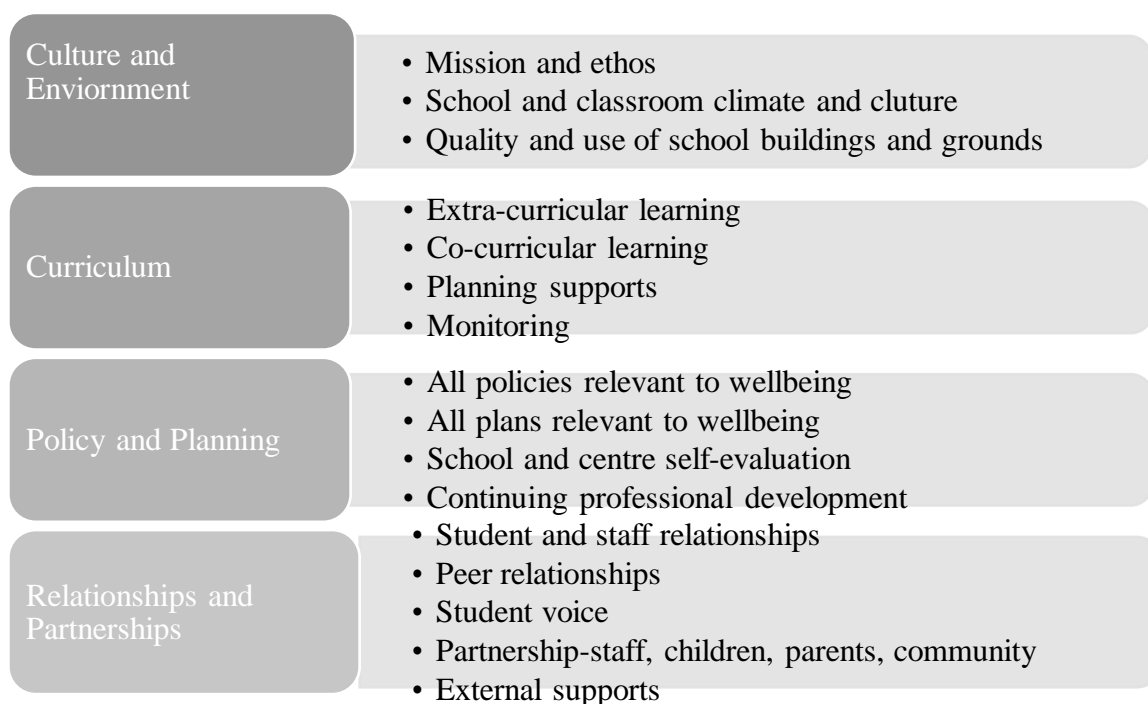 Culture and
Enviornment
• Mission and ethos
• School and classroom climate and cluture
• Quality and use of school buildings and grounds
Curriculum
• Extra-curricular learning
• Co-curricular learning
• Planning supports
• Monitoring
Policy and Planning
• All policies relevant to wellbeing
• All plans relevant to wellbeing
• School and centre self-evaluation
• Continuing professional development
Relationships and
Partnerships
• Student and staff relationships
• Peer relationships
• Student voice
• Partnership-staff, children, parents, community
• External supports